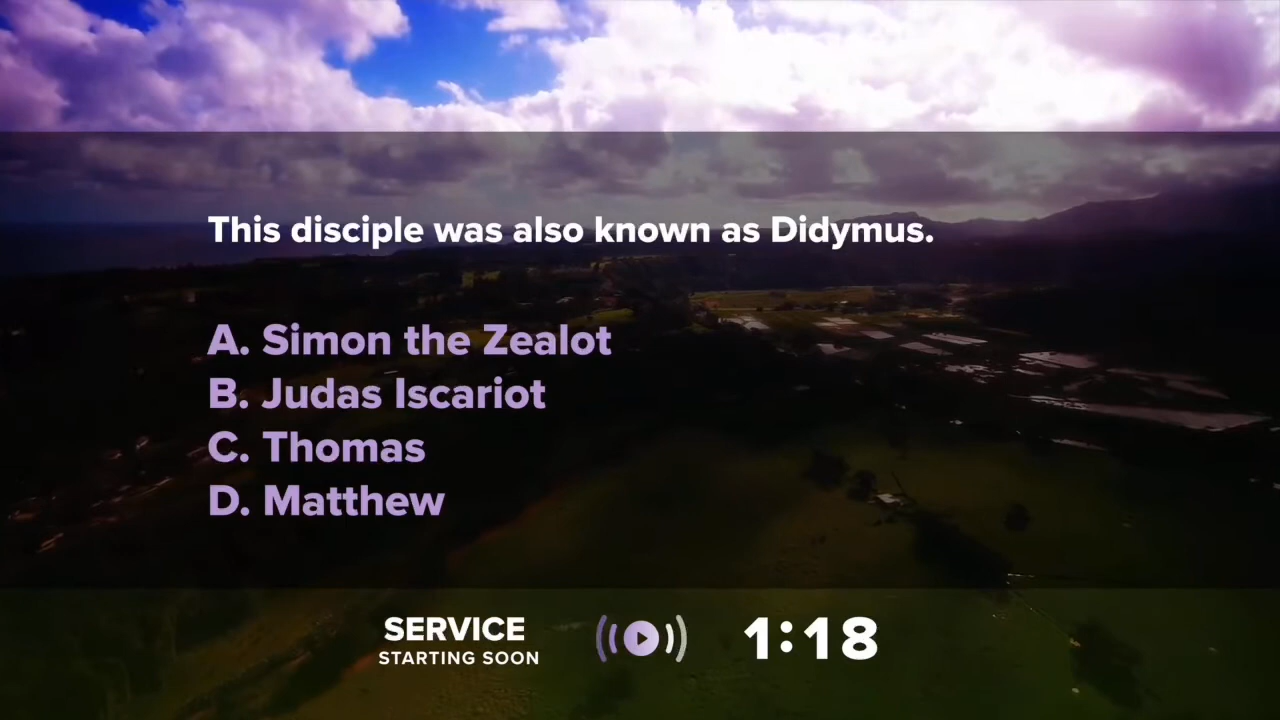 This disciple was also known as Didymus.
A. Simon the Zealot
B. Judas Iscariot
C. Thomas
D. Matthew
SERVICE
STARTING SOON
1:18